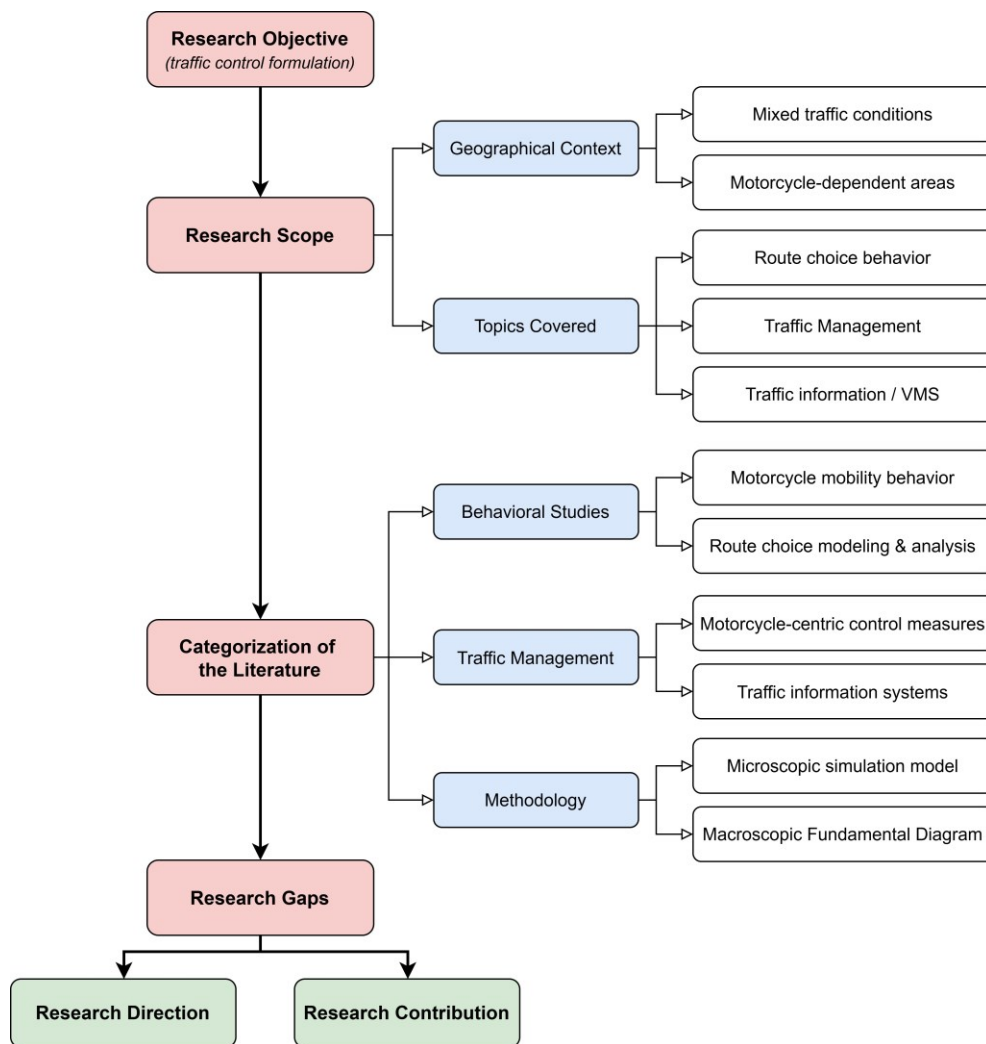 Research Objective
(traffic control formulation)
Geographical Context
Mixed traffic conditions
Motorcycle-dependent areas
Research Scope
Topics Covered
Route choice behavior
Traffic Management
Traffic information / VMS
Behavioral Studies
Motorcycle mobility behavior
Route choice modeling & analysis
Categorization of
the Literature
Traffic Management
Motorcycle-centric control measures
Traffic information systems
Methodology
Microscopic simulation model
Macroscopic Fundamental Diagram
Research Gaps
Research Direction
Research Contribution